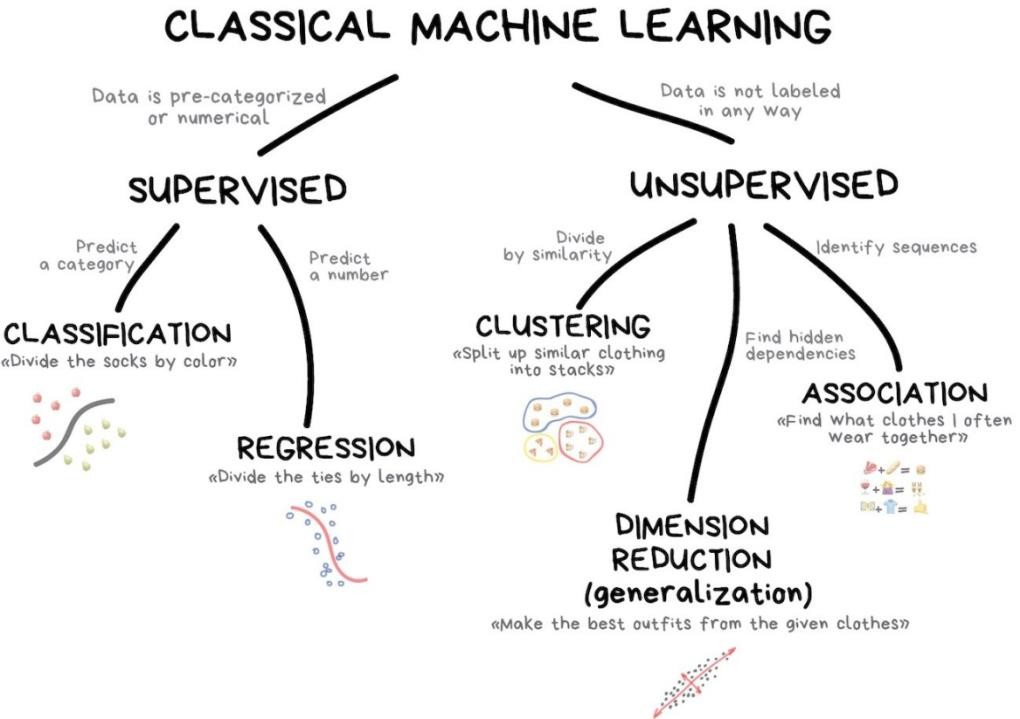 CLASSICAL MACHINE LEARNING
Data is pre-categorized
or numerical
Data is not labeled
in any way
SUPERVISED
UNSUPERVISED
Predict
a category
Predict
a number
Divide
by similarity
Identify sequences
CLASSIFICATION
«Divide the socks by color»
CLUSTERING
«Split up similar clothing
into stacks»
Find hidden
dependencies
ASSOCIATION
«Find what clothes I often
wear together»
REGRESSION
«Divide the ties by length»
+ =
+ =
+ =
DIMENSION
REDUCTION
(generalization)
«Make the best outfits from the given clothes»